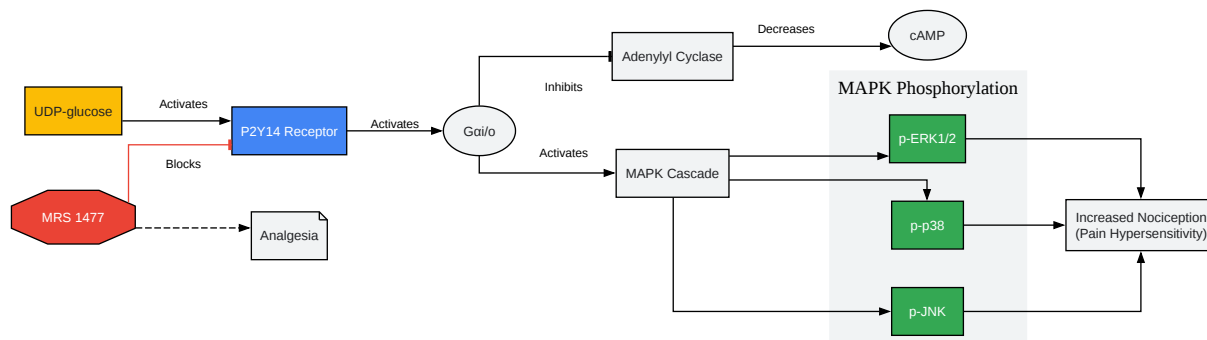 Decreases
cAMP
Adenylyl Cyclase
Inhibits
MAPK Phosphorylation
UDP-glucose
Activates
P2Y14 Receptor
Activates
Gαi/o
Activates
p-ERK1/2
Blocks
MAPK Cascade
MRS 1477
Analgesia
p-p38
Increased Nociception
(Pain Hypersensitivity)
p-JNK